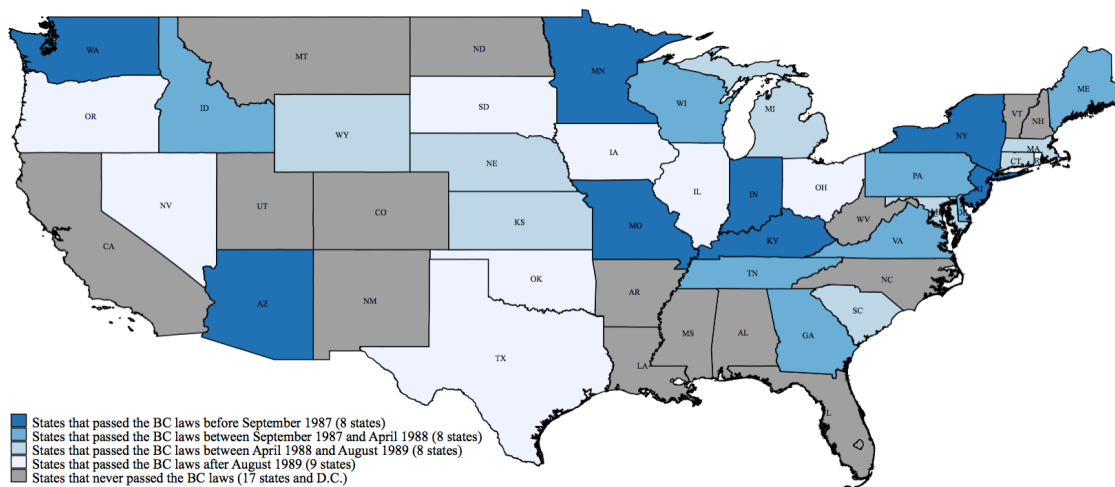 WA
MT
ND
MN
ME
OR
ID
SD
WI
MI
VT
NH
NY
WY
MA
CT
IA
NE
PA
NV
UT
CO
IL
IN
OH
NJ
KS
MO
WV
DE
CA
KY
VA
AZ
NM
OK
AR
TN
NC
TX
MS
AL
GA
SC
LA
States that passed the BC laws before September 1987 (8 states)
States that passed the BC laws between September 1987 and April 1988 (8 states)
States that passed the BC laws between April 1988 and August 1989 (8 states)
States that passed the BC laws after August 1989 (9 states)
States that never passed the BC laws (17 states and D.C.)